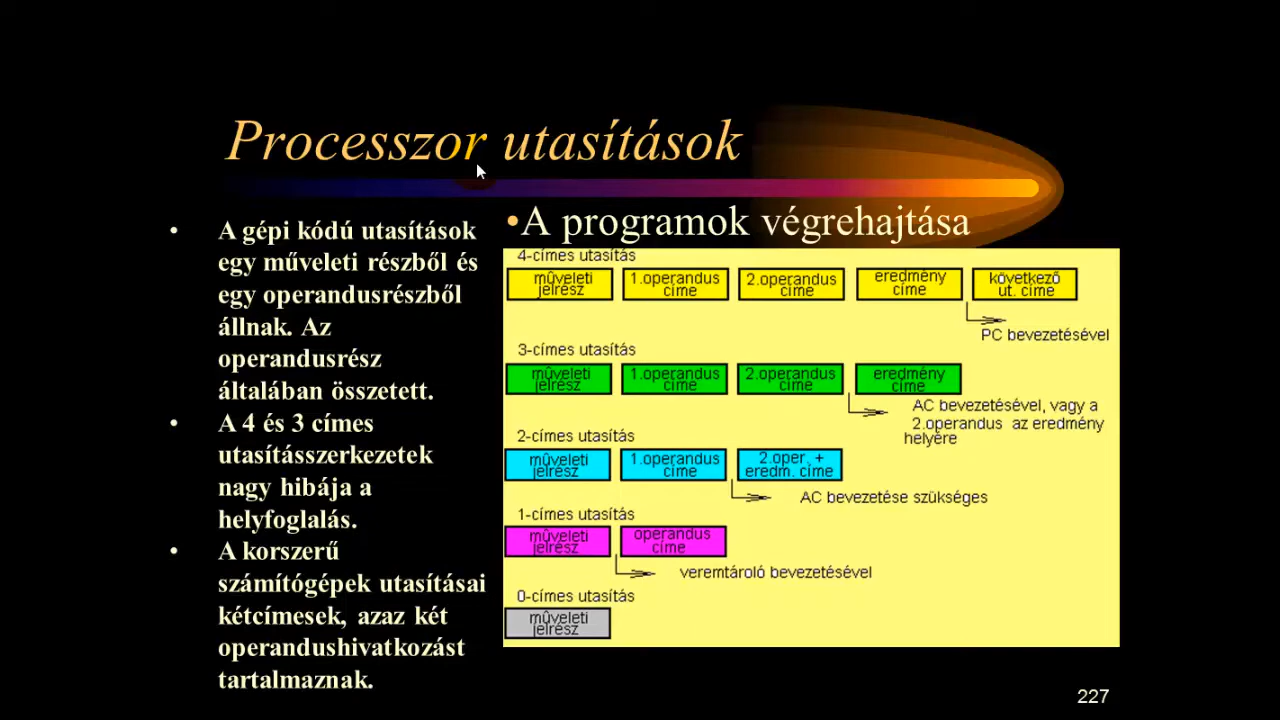 Processzor utasítások
• A gépi kódú utasítások
egy műveleti részből és
egy operandusrészből
állnak. Az
operandusrész
általában összetett.
• A 4 és 3 címes
utasításszerkezetek
nagy hibája a
helyfoglalás.
• A korszerű
számítógépek utasításai
kétcímesek, azaz két
operandushivatkozást
tartalmaznak.
•A programok végrehajtása
4-címes utasítás
mûveleti
jelrész
1.operandus
címe
2.operandus
címe
eredmény
címe
következő
ut. címe
PC bevezetésével
3-címes utasítás
mûveleti
jelrész
1.operandus
címe
2.operandus
címe
eredmény
címe
AC bevezetésével, vagy a
2.operandus az eredmény
helyére
2-címes utasítás
mûveleti
jelrész
1.operandus
címe
2.oper. +
eredm. címe
AC bevezetése szükséges
1-címes utasítás
mûveleti
jelrész
operandus
címe
veremtároló bevezetésével
0-címes utasítás
mûveleti
jelrész
227